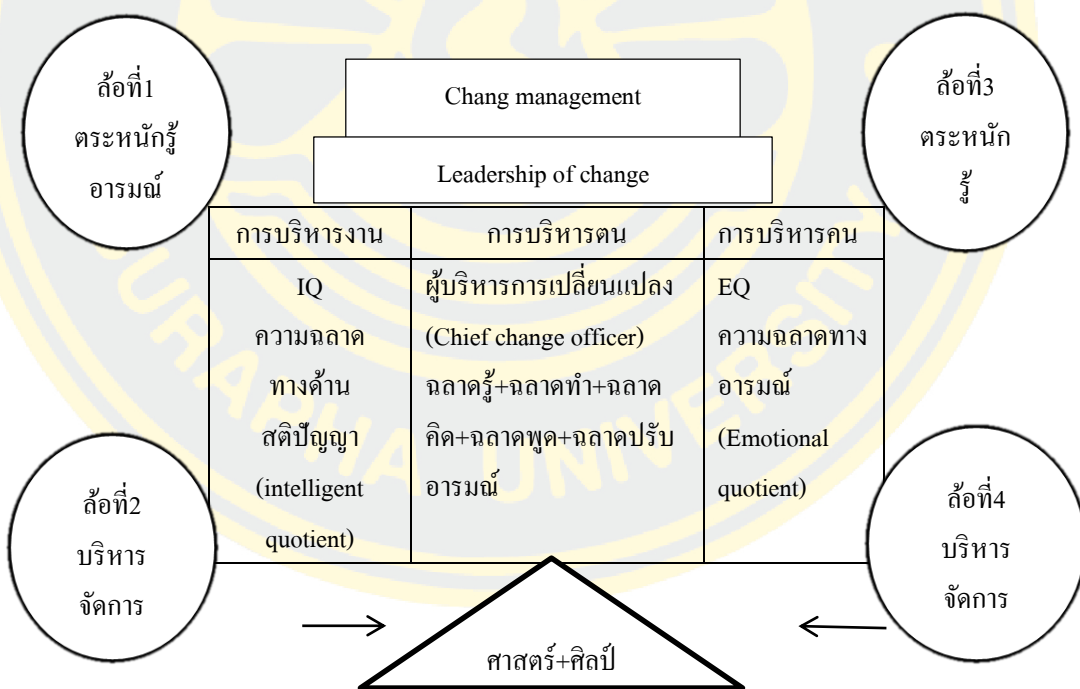 ล้อที่1
ตระหนักรู้
อารมณ์
Chang management
Leadership of change
ล้อที่3
ตระหนัก
รู้
การบริหารงาน
การบริหารตน
การบริหารคน
IQ
ความฉลาด
ทางด้าน
สติปัญญา
(intelligent
quotient)
ผู้บริหารการเปลี่ยนแปลง
(Chief change officer)
ฉลาดรู้+ฉลาดทำ+ฉลาด
คิด+ฉลาดพูด+ฉลาดปรับ
อารมณ์
EQ
ความฉลาดทาง
อารมณ์
(Emotional
quotient)
ล้อที่2
บริหาร
จัดการ
ล้อที่4
บริหาร
จัดการ
ศาสตร์+ศิลป์
BURAPHA UNIVERSITY